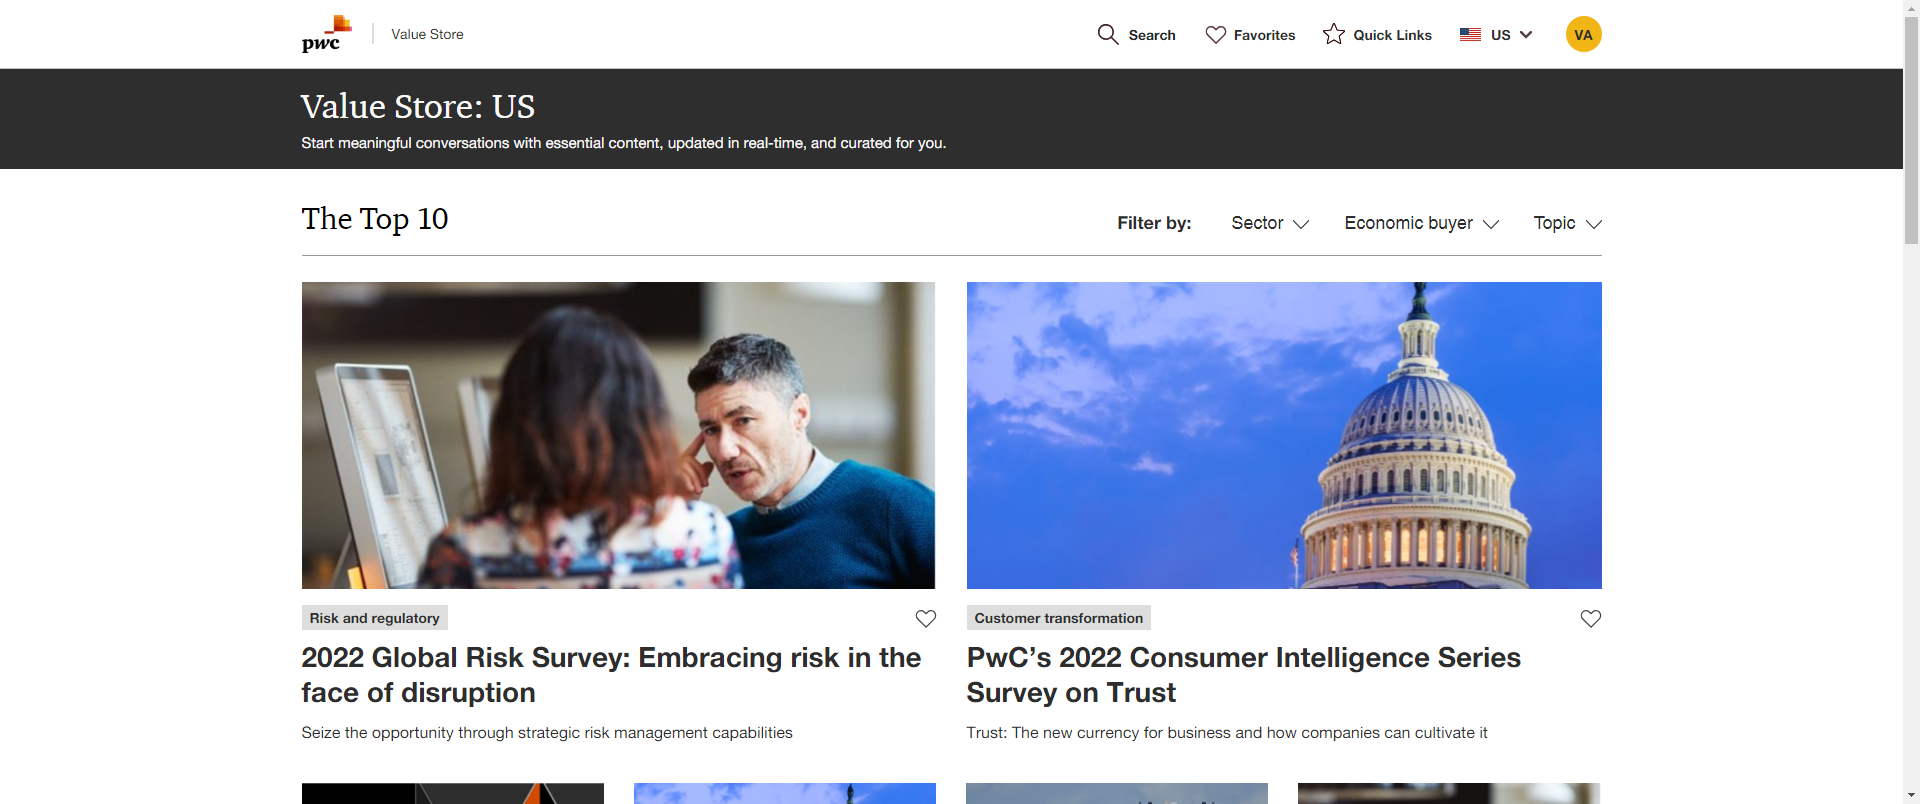 pwc
Value Store
Search
Favorites
Quick Links
US
VA
Value Store: US
Start meaningful conversations with essential content, updated in real-time, and curated for you.
The Top 10
Filter by:
Sector
Economic buyer
Topic
Risk and regulatory
2022 Global Risk Survey: Embracing risk in the
face of disruption
Seize the opportunity through strategic risk management capabilities
Customer transformation
PwC’s 2022 Consumer Intelligence Series
Survey on Trust
Trust: The new currency for business and how companies can cultivate it